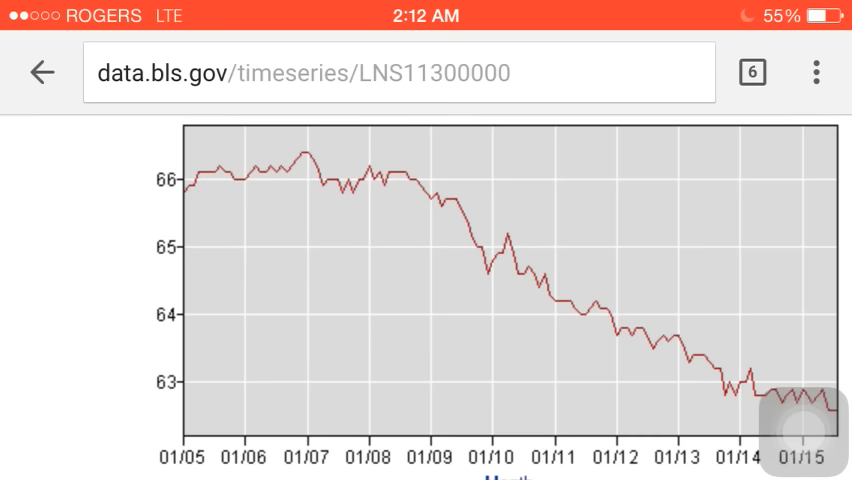 ROGERS LTE 2:12 AM 55%
data.bls.gov/timeseries/LNS11300000 6
66
65
64
63
01/05 01/06 01/07 01/08 01/09 01/10 01/11 01/12 01/13 01/14 01/15